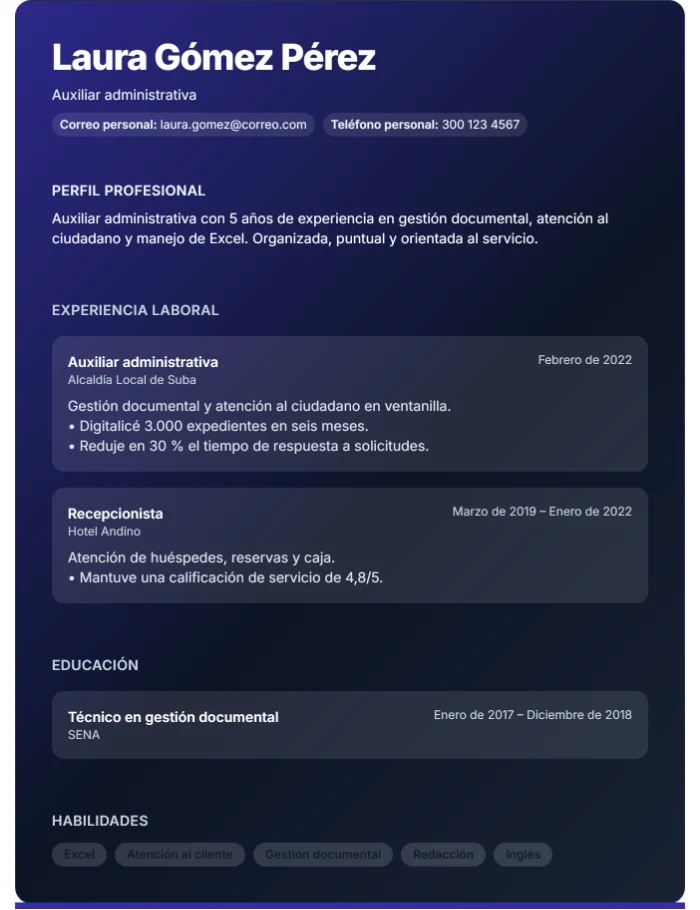 Laura Gómez Pérez
Auxiliar administrativa
Correo personal: laura.gomez@correo.com Teléfono personal: 300 123 4567
PERFIL PROFESIONAL
Auxiliar administrativa con 5 años de experiencia en gestión documental, atención al
ciudadano y manejo de Excel. Organizada, puntual y orientada al servicio.
EXPERIENCIA LABORAL
Auxiliar administrativa Febrero de 2022
Alcaldía Local de Suba
Gestión documental y atención al ciudadano en ventanilla.
• Digitalicé 3.000 expedientes en seis meses.
• Reduje en 30 % el tiempo de respuesta a solicitudes.
Recepcionista Marzo de 2019 – Enero de 2022
Hotel Andino
Atención de huéspedes, reservas y caja.
• Mantuve una calificación de servicio de 4,8/5.
EDUCACIÓN
Técnico en gestión documental Enero de 2017 – Diciembre de 2018
SENA
HABILIDADES
Excel Atención al cliente Gestión documental Redacción Inglés